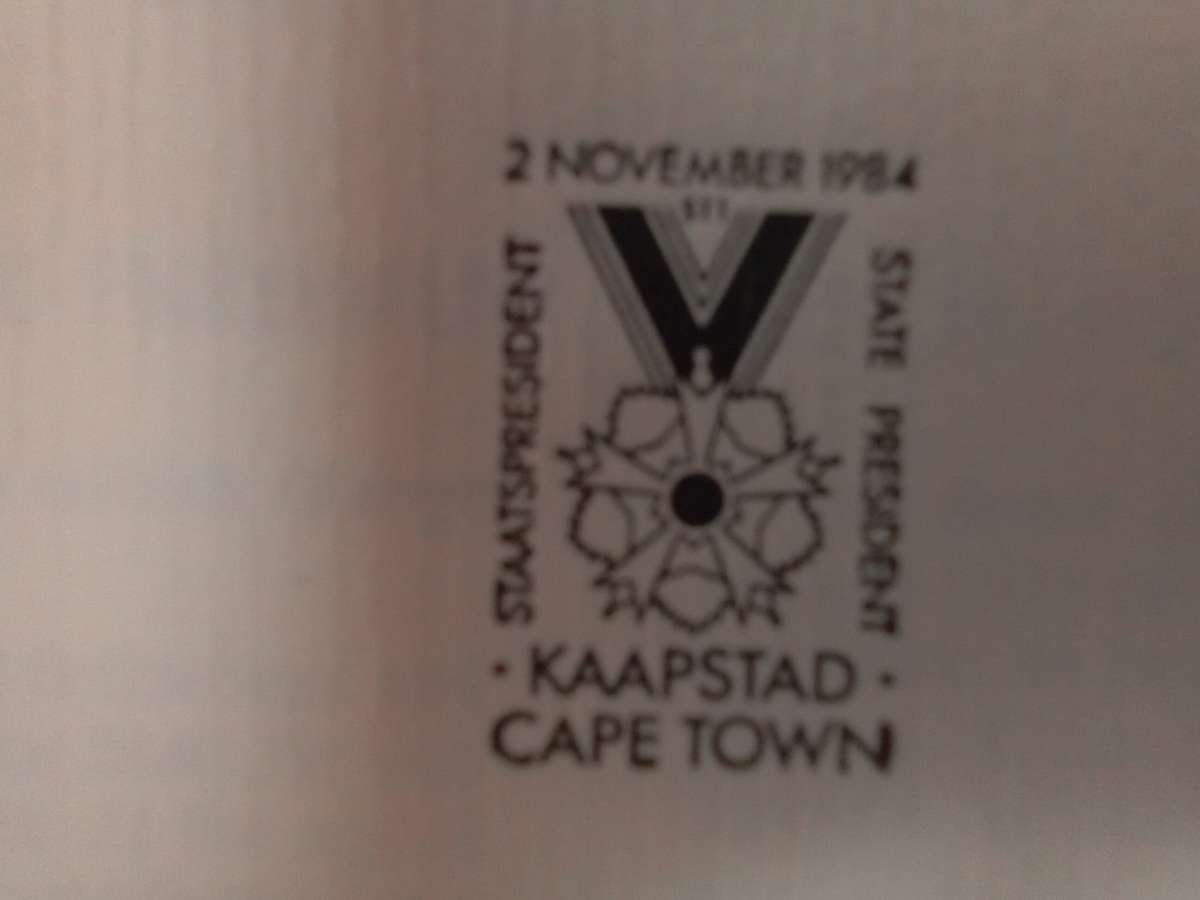 2 NOVEMBER 1984
STAATSPRESIDENT
STATE PRESIDENT
· KAAPSTAD ·
CAPE TOWN